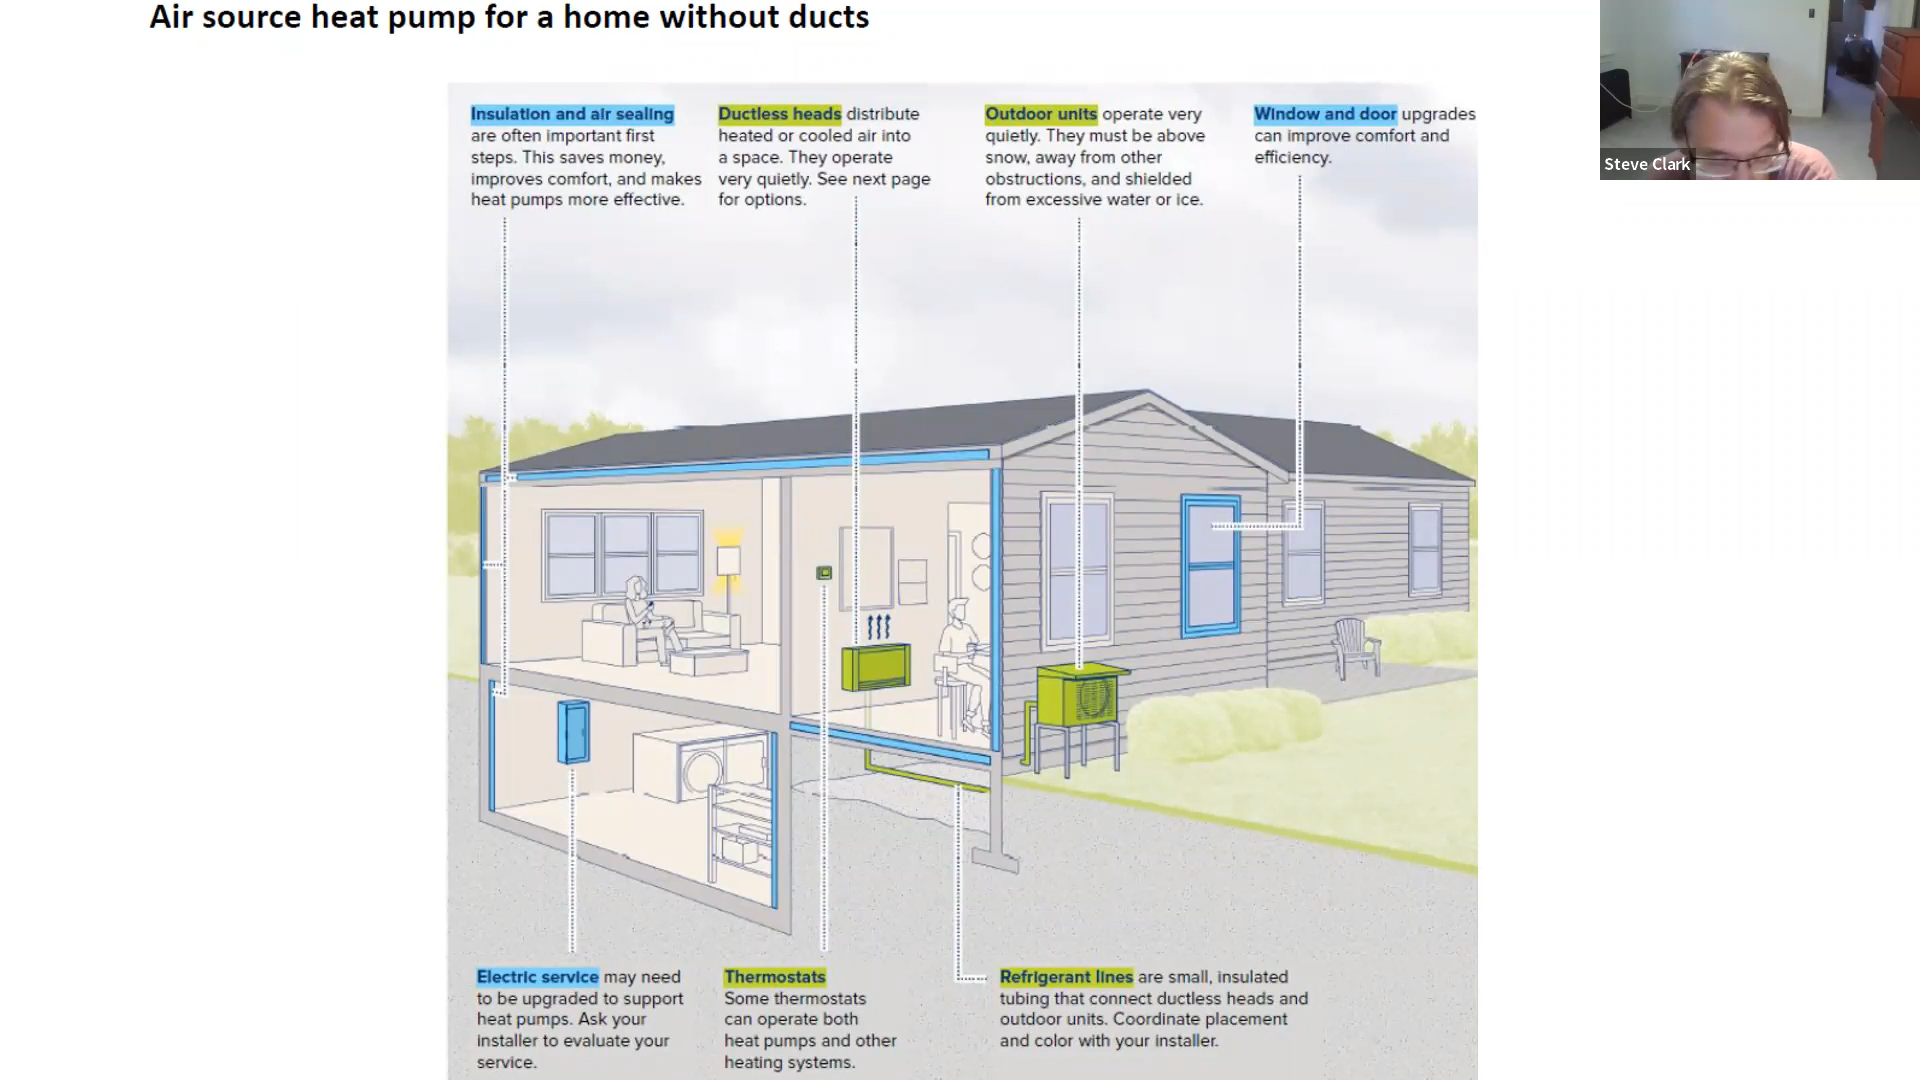 Air source heat pump for a home without ducts
Insulation and air sealing
are often important first
steps. This saves money,
improves comfort, and makes
heat pumps more effective.
Ductless heads distribute
heated or cooled air into
a space. They operate
very quietly. See next page
for options.
Outdoor units operate very
quietly. They must be above
snow, away from other
obstructions, and shielded
from excessive water or ice.
Window and door upgrades
can improve comfort and
efficiency.
Steve Clark
Electric service may need
to be upgraded to support
heat pumps. Ask your
installer to evaluate your
service.
Thermostats
Some thermostats
can operate both
heat pumps and other
heating systems.
Refrigerant lines are small, insulated
tubing that connect ductless heads and
outdoor units. Coordinate placement
and color with your installer.